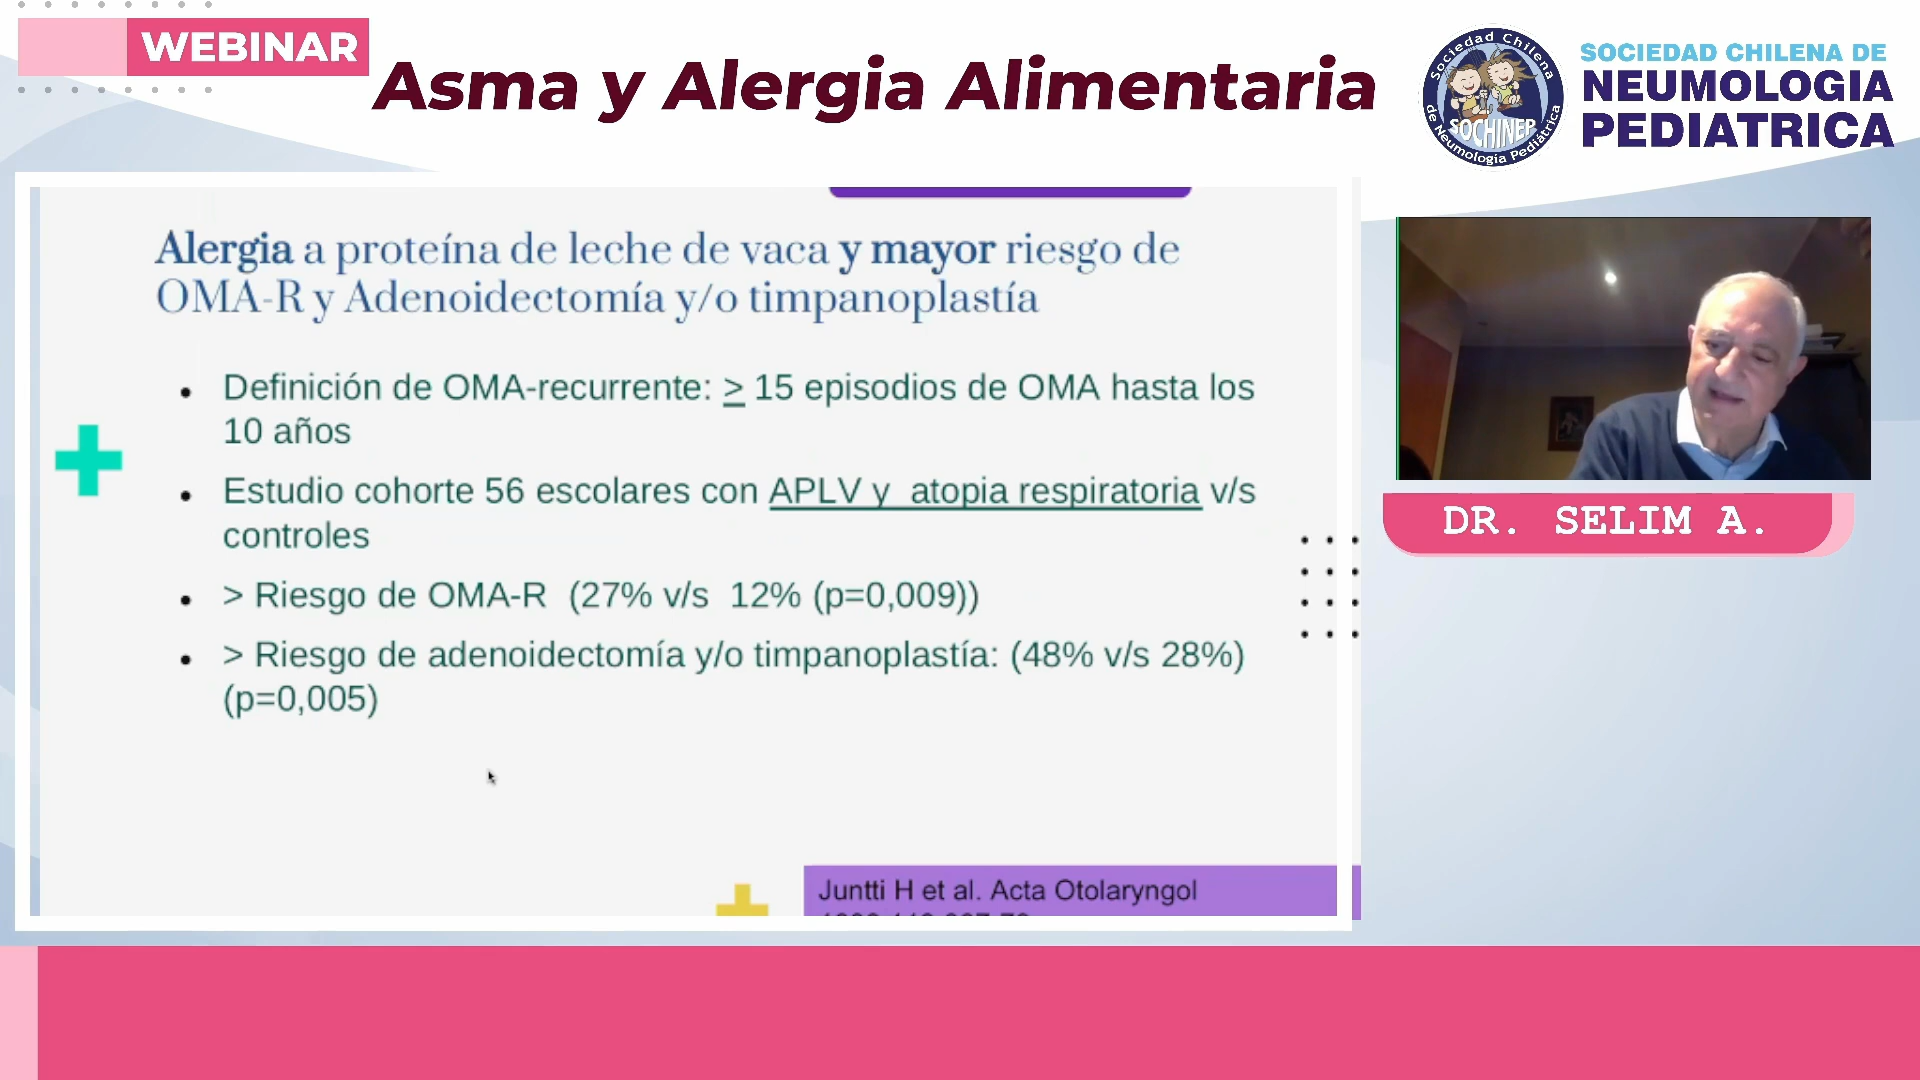 WEBINAR
Asma y Alergia Alimentaria
Sociedad Chilena
de Neumologia Pediátrica
SOCHINEP
SOCIEDAD CHILENA DE
NEUMOLOGIA
PEDIATRICA
Alergia a proteína de leche de vaca y mayor riesgo de
OMA-R y Adenoidectomía y/o timpanoplastía
• Definición de OMA-recurrente: > 15 episodios de OMA hasta los
10 años
• Estudio cohorte 56 escolares con APLV y atopia respiratoria v/s
controles
• > Riesgo de OMA-R (27% v/s 12% (p=0,009))
• > Riesgo de adenoidectomía y/o timpanoplastía: (48% v/s 28%)
(p=0,005)
Juntti H et al. Acta Otolaryngol
DR. SELIM A.